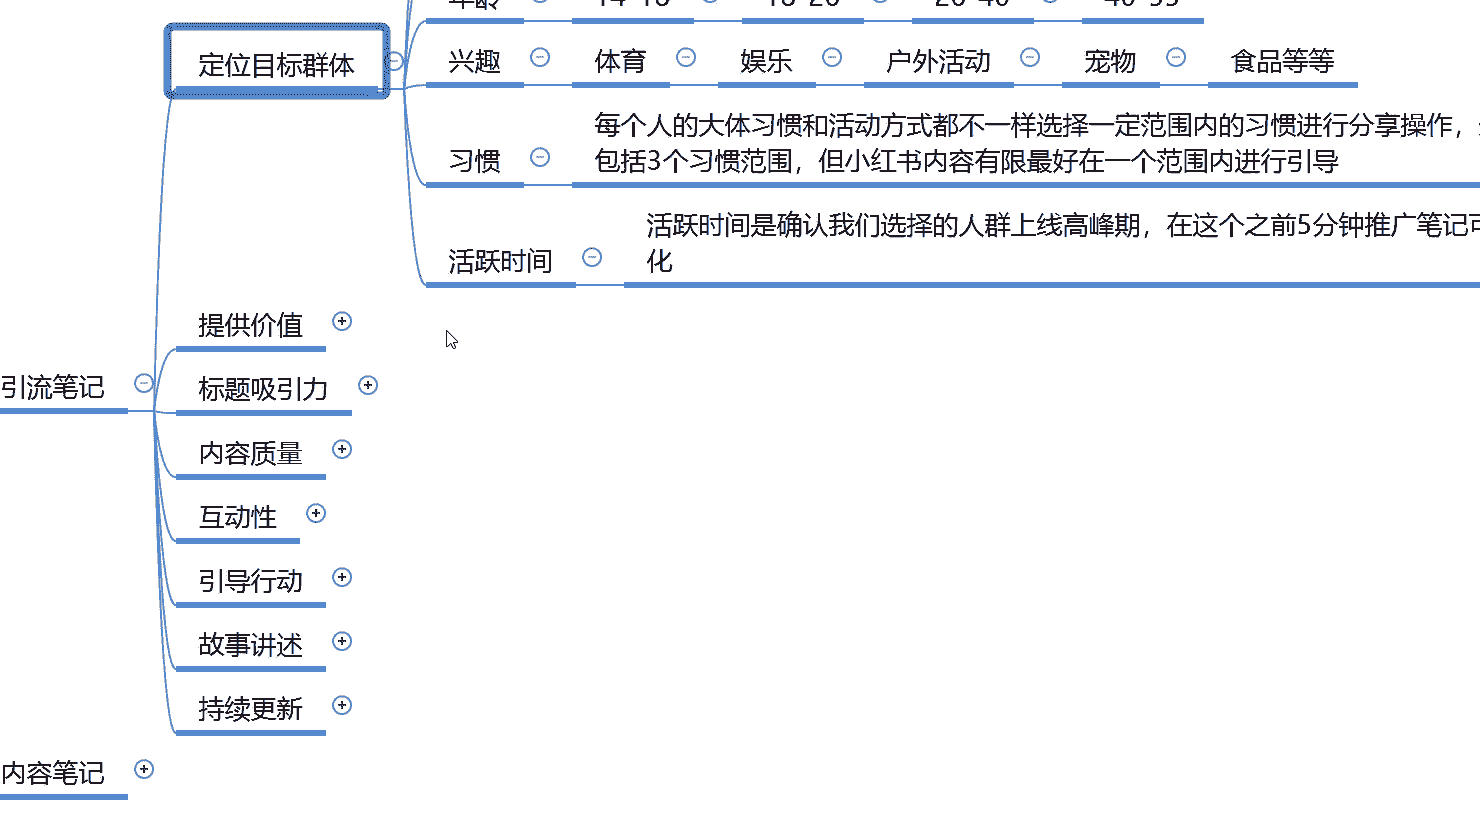 定位目标群体
兴趣 体育 娱乐 户外活动 宠物 食品等等
每个人的大体习惯和活动方式都不一样选择一定范围内的习惯进行分享操作，
习惯
包括3个习惯范围，但小红书内容有限最好在一个范围内进行引导
活跃时间是确认我们选择的人群上线高峰期，在这个之前5分钟推广笔记可
活跃时间
化
提供价值
引流笔记
标题吸引力
内容质量
互动性
引导行动
故事讲述
持续更新
内容笔记